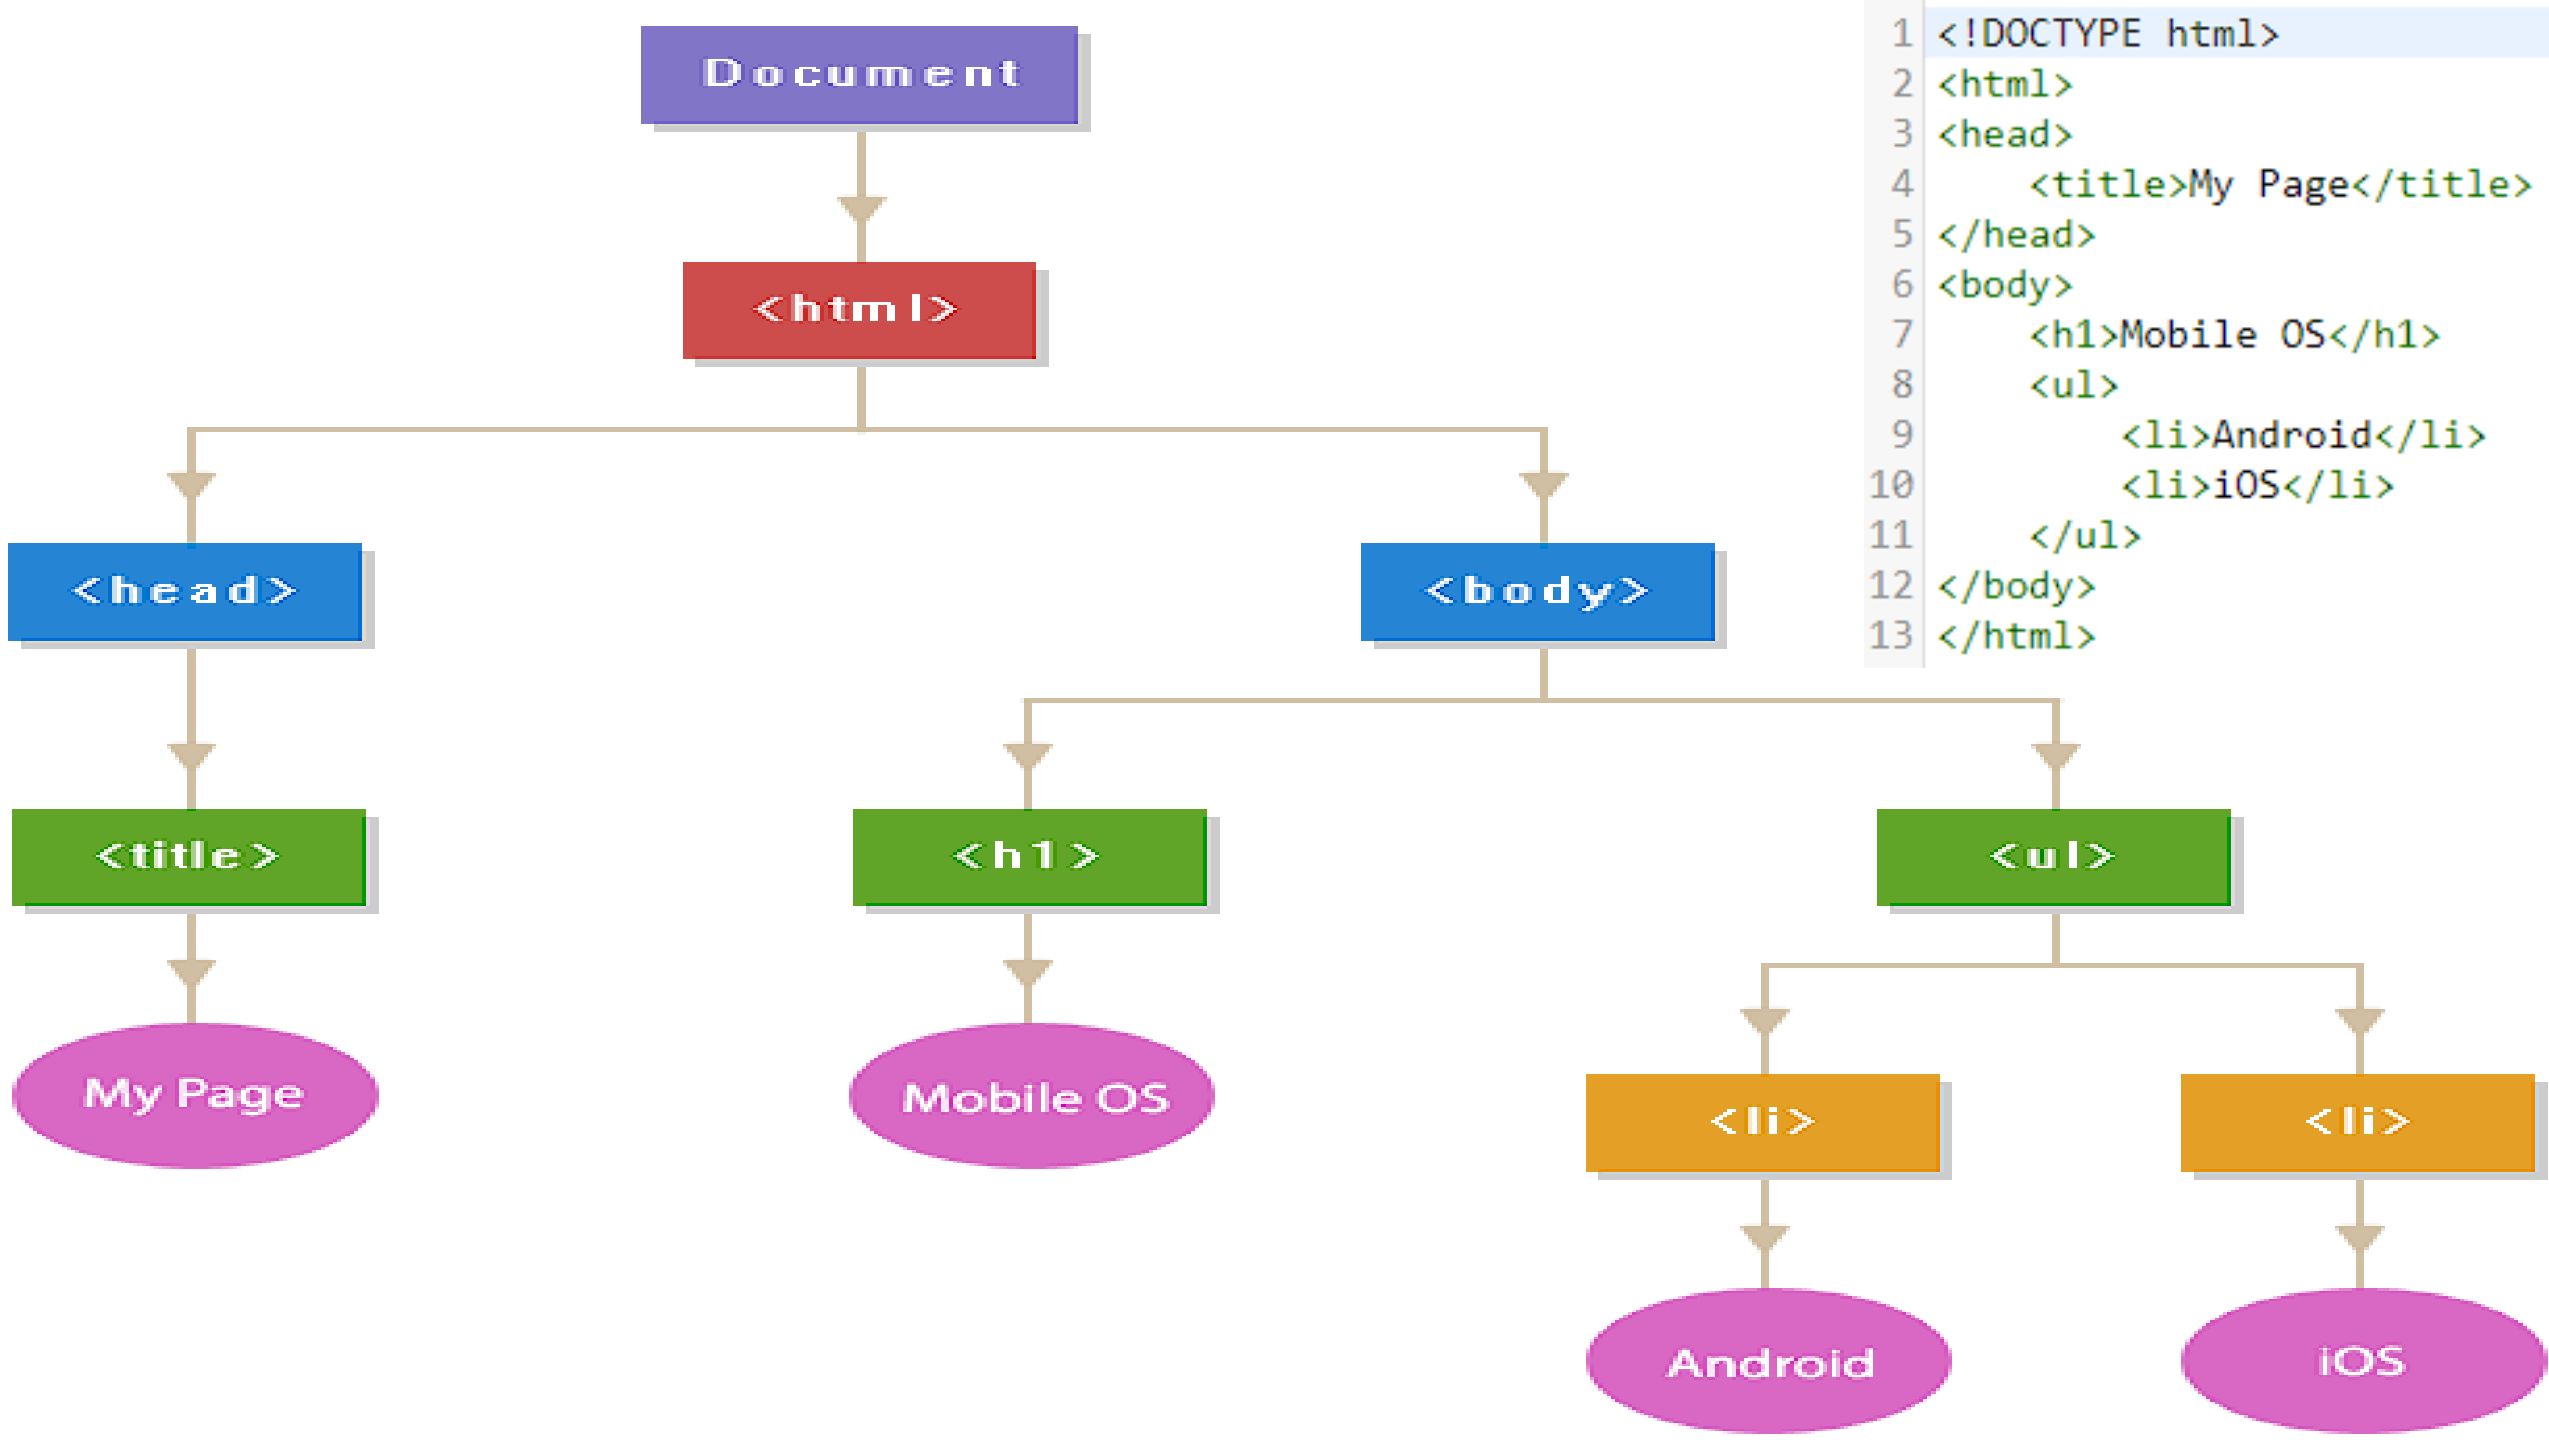 Document
<html>
<head>
<body>
<title>
<h1>
<ul>
My Page
Mobile OS
<li>
<li>
Android
iOS
1 <!DOCTYPE html>
2 <html>
3 <head>
4     <title>My Page</title>
5 </head>
6 <body>
7     <h1>Mobile OS</h1>
8     <ul>
9         <li>Android</li>
10         <li>iOS</li>
11     </ul>
12 </body>
13 </html>